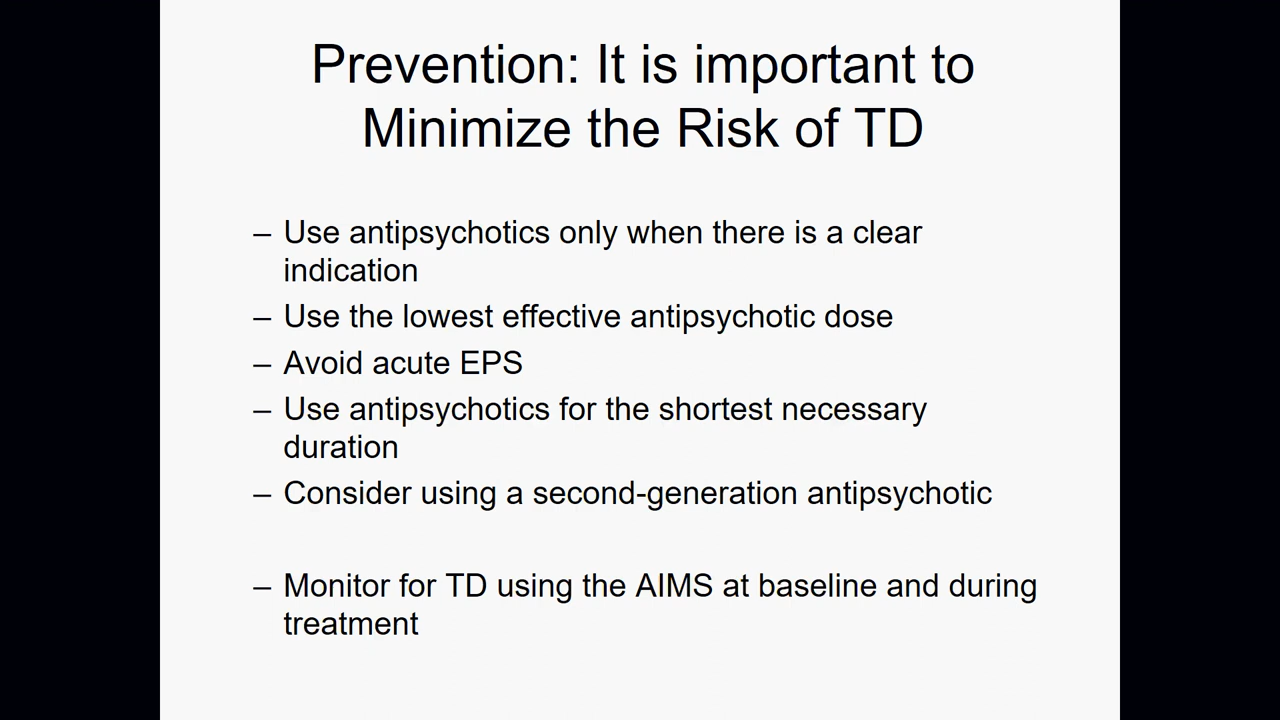 Prevention: It is important to
Minimize the Risk of TD
– Use antipsychotics only when there is a clear
indication
– Use the lowest effective antipsychotic dose
– Avoid acute EPS
– Use antipsychotics for the shortest necessary
duration
– Consider using a second-generation antipsychotic
– Monitor for TD using the AIMS at baseline and during
treatment